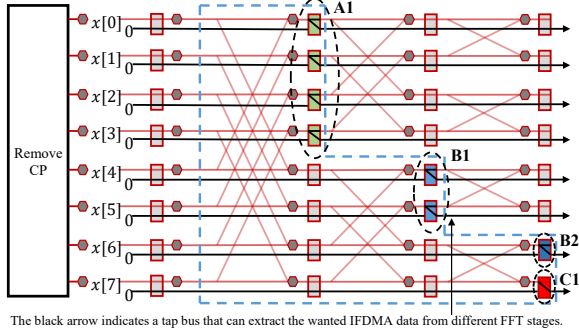 A1
x[0] 0
x[1] 0
x[2] 0
x[3] 0
Remove
CP
B1
x[4] 0
x[5] 0
B2
x[6] 0
C1
x[7] 0
The black arrow indicates a tap bus that can extract the wanted IFDMA data from different FFT stages.